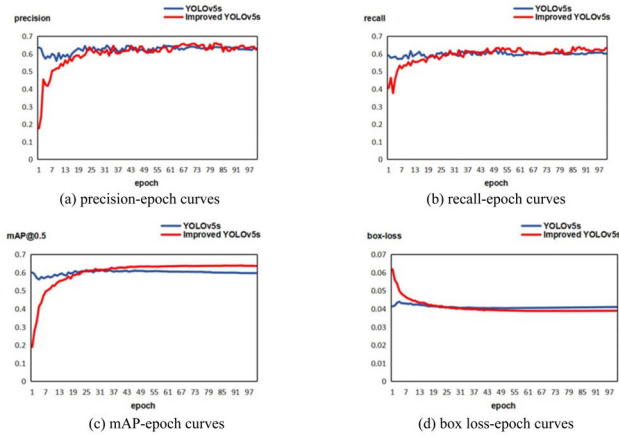 YOLOv5s
precision
Improved YOLOv5s
0.7
0.6
0.5
0.4
0.3
0.2
0.1
0
1 7 13 19 25 31 37 43 49 55 61 67 73 79 85 91 97
epoch
(a) precision-epoch curves
YOLOv5s
recall
Improved YOLOv5s
0.7
0.6
0.5
0.4
0.3
0.2
0.1
0
1 7 13 19 25 31 37 43 49 55 61 67 73 79 85 91 97
epoch
(b) recall-epoch curves
YOLOv5s
mAP@0.5
Improved YOLOv5s
0.7
0.6
0.5
0.4
0.3
0.2
0.1
0
1 7 13 19 25 31 37 43 49 55 61 67 73 79 85 91 97
epoch
(c) mAP-epoch curves
YOLOv5s
box-loss
Improved YOLOv5s
0.07
0.06
0.05
0.04
0.03
0.02
0.01
0
1 7 13 19 25 31 37 43 49 55 61 67 73 79 85 91 97
epoch
(d) box loss-epoch curves